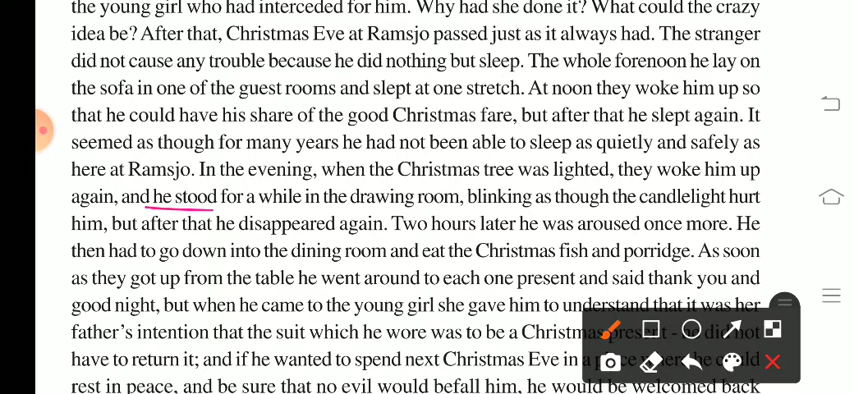 the young girl who had interceded for him. Why had she done it? What could the crazy
idea be? After that, Christmas Eve at Ramsjo passed just as it always had. The stranger
did not cause any trouble because he did nothing but sleep. The whole forenoon he lay on
the sofa in one of the guest rooms and slept at one stretch. At noon they woke him up so
that he could have his share of the good Christmas fare, but after that he slept again. It
seemed as though for many years he had not been able to sleep as quietly and safely as
here at Ramsjo. In the evening, when the Christmas tree was lighted, they woke him up
again, and he stood for a while in the drawing room, blinking as though the candlelight hurt
him, but after that he disappeared again. Two hours later he was aroused once more. He
then had to go down into the dining room and eat the Christmas fish and porridge. As soon
as they got up from the table he went around to each one present and said thank you and
good night, but when he came to the young girl she gave him to understand that it was her
father's intention that the suit which he wore was to be a Christmas present - he did not
have to return it; and if he wanted to spend next Christmas Eve in a place where he could
rest in peace, and be sure that no evil would befall him, he would be welcomed back